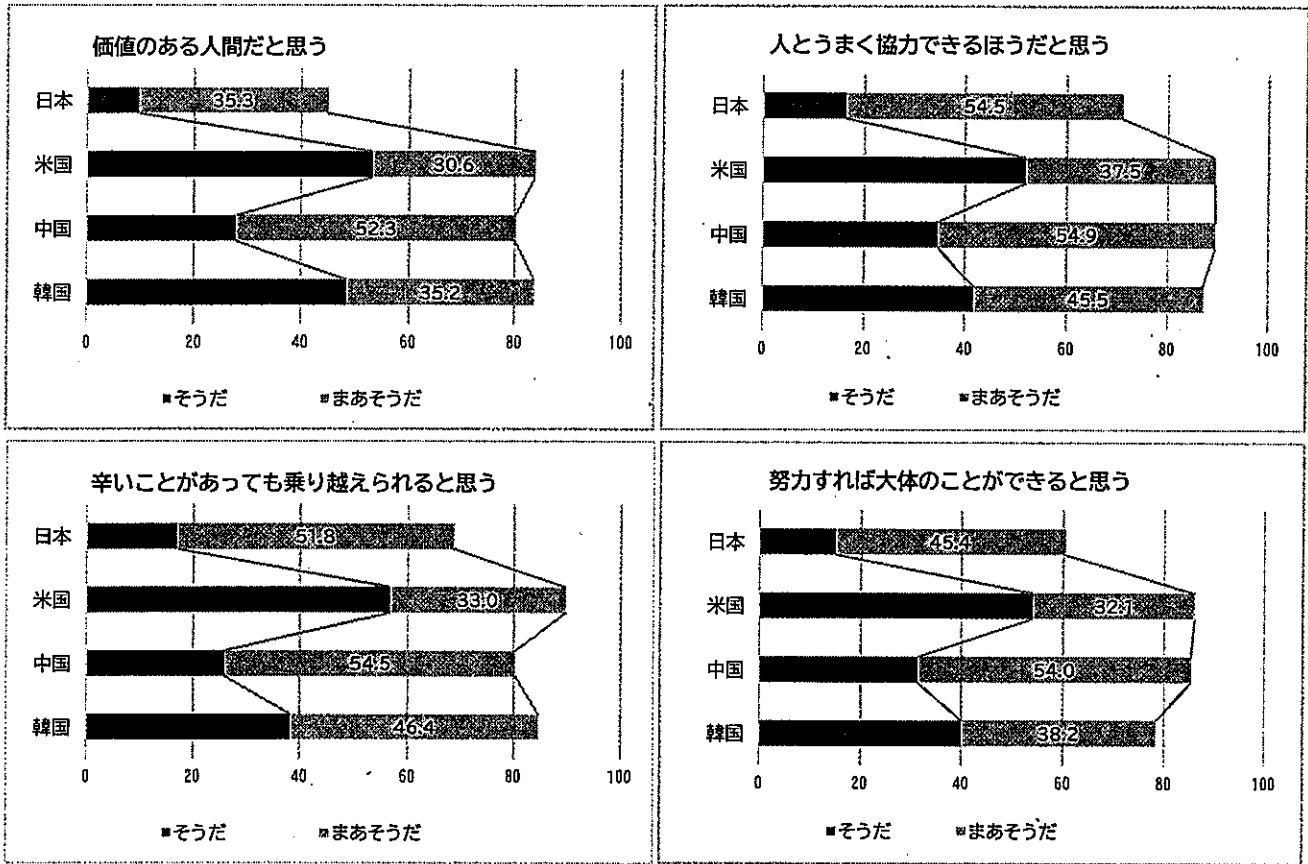 価値のある人間だと思う
日本
35.3
米国
30.6
中国
52.3
韓国
35.2
0 20 40 60 80 100
■そうだ ■まあそうだ
人とうまく協力できるほうだと思う
日本
54.5
米国
37.5
中国
54.9
韓国
45.5
0 20 40 60 80 100
■そうだ ■まあそうだ
辛いことがあっても乗り越えられると思う
日本
51.8
米国
33.0
中国
54.5
韓国
46.4
0 20 40 60 80 100
■そうだ ■まあそうだ
努力すれば大体のことができると思う
日本
45.4
米国
32.1
中国
54.0
韓国
38.2
0 20 40 60 80 100
■そうだ ■まあそうだ